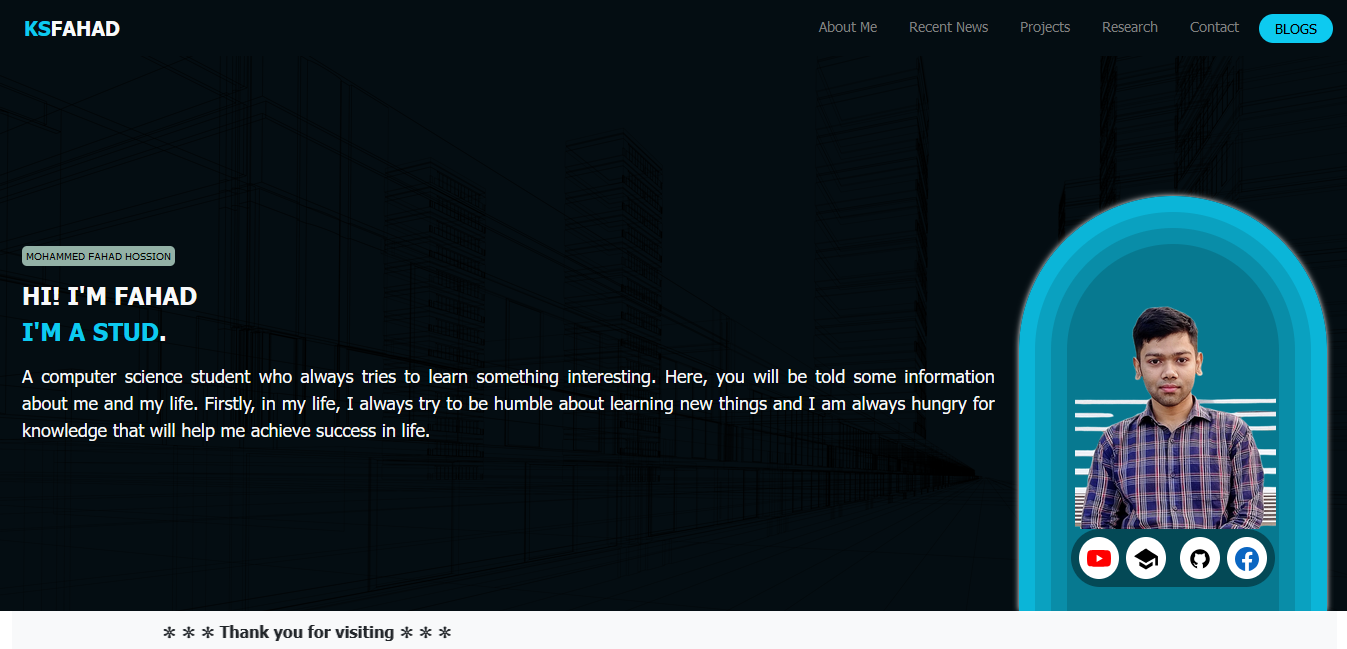 KSFAHAD
About Me
Recent News
Projects
Research
Contact
BLOGS
MOHAMMED FAHAD HOSSION
HI! I'M FAHAD
I'M A STUD.
A computer science student who always tries to learn something interesting. Here, you will be told some information
about me and my life. Firstly, in my life, I always try to be humble about learning new things and I am always hungry for
knowledge that will help me achieve success in life.
✻ ✻ ✻ Thank you for visiting ✻ ✻ ✻